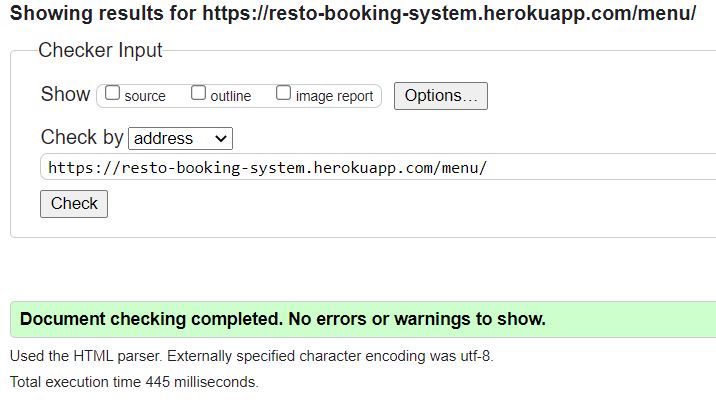 Showing results for https://resto-booking-system.herokuapp.com/menu/
Checker Input
Show source outline image report Options...
Check by address
https://resto-booking-system.herokuapp.com/menu/
Check
Document checking completed. No errors or warnings to show.
Used the HTML parser. Externally specified character encoding was utf-8.
Total execution time 445 milliseconds.